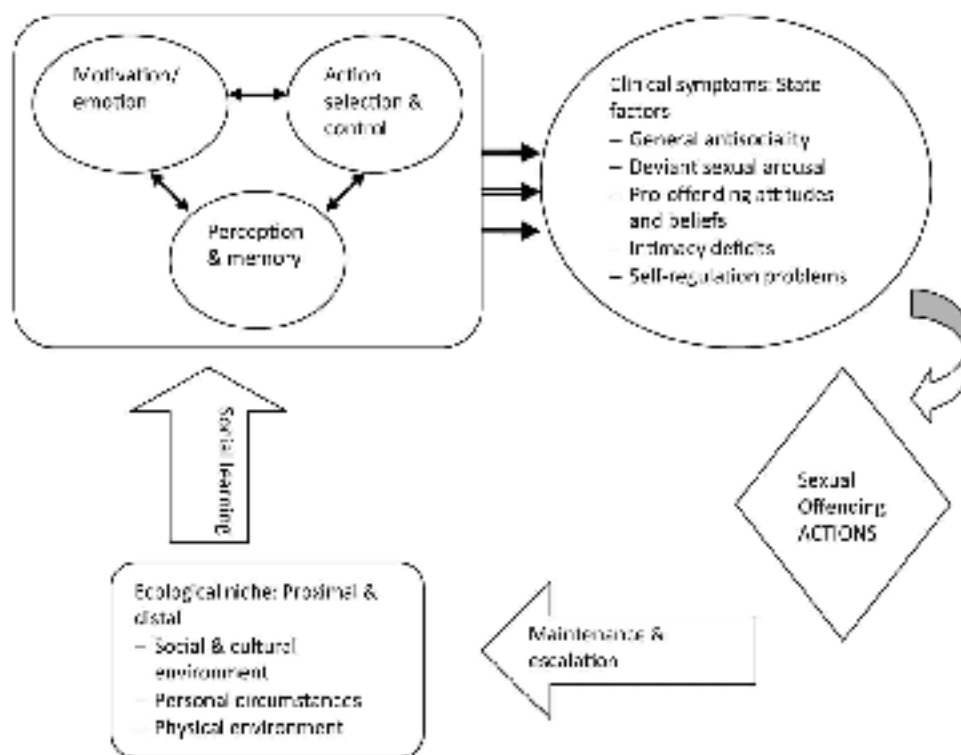 Motivation/
emotion
Action
selection &
control
Perception
& memory
Clinical symptoms: State
factors
– General antisociality
– Deviant sexual arousal
– Pro-offending attitudes
and beliefs
– Intimacy deficits
– Self-regulation problems
Social learning
Sexual
Offending
ACTIONS
Ecological niche: Proximal &
distal
– Social & cultural
environment
– Personal circumstances
– Physical environment
Maintenance &
escalation